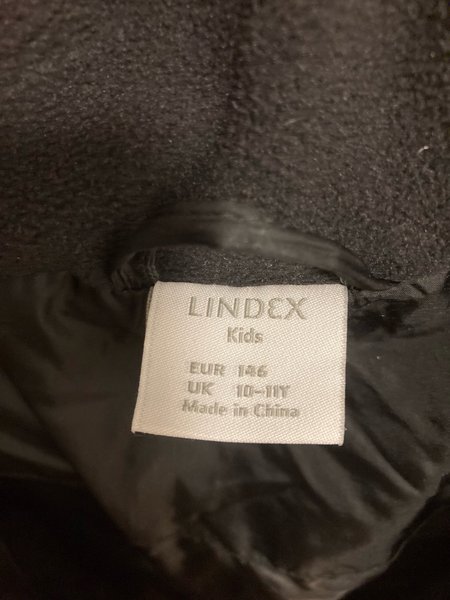 LINDEX
Kids
EUR 146
UK 10-11Y
Made in China